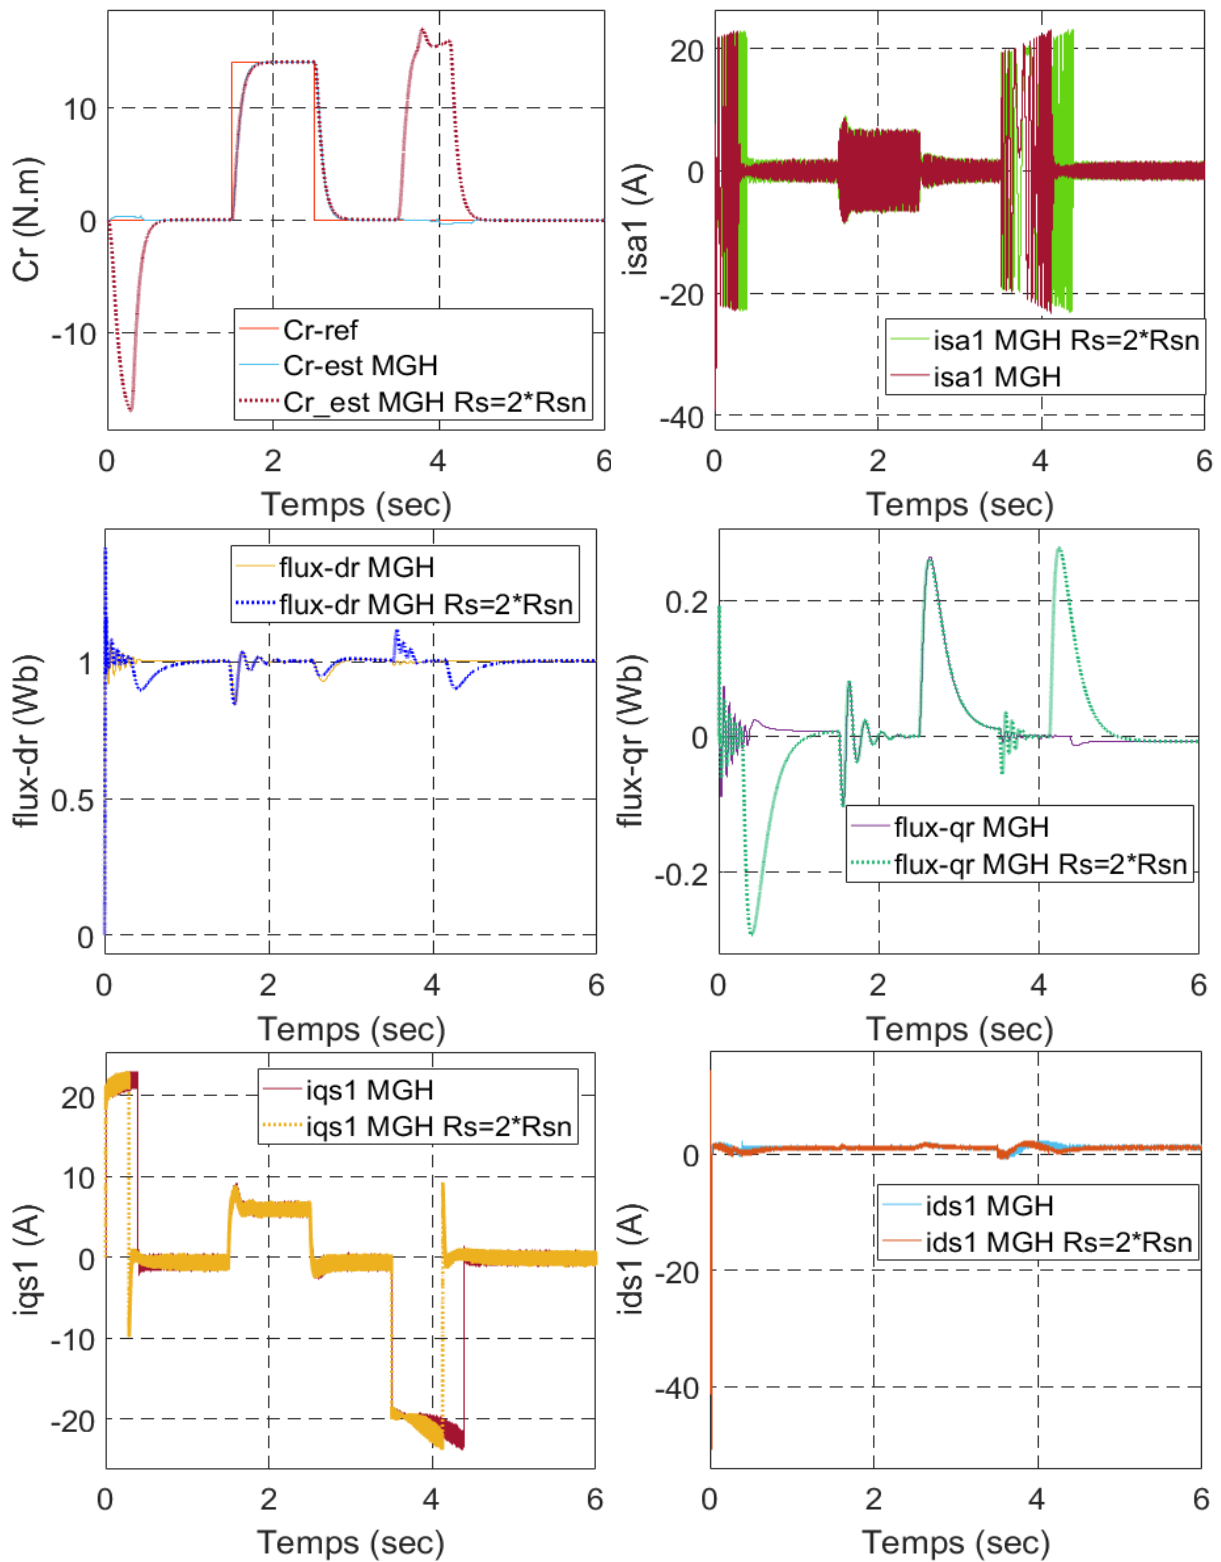 10
0
-10
Cr (N.m)
Cr-ref
Cr-est MGH
Cr_est MGH Rs=2*Rsn
0 2 4 6
Temps (sec)
20
0
-20
-40
isa1 (A)
isa1 MGH Rs=2*Rsn
isa1 MGH
0 2 4 6
Temps (sec)
1
0.5
0
flux-dr (Wb)
flux-dr MGH
flux-dr MGH Rs=2*Rsn
0 2 4 6
Temps (sec)
0.2
0
-0.2
flux-qr (Wb)
flux-qr MGH
flux-qr MGH Rs=2*Rsn
0 2 4 6
Temps (sec)
20
10
0
-10
-20
iqs1 (A)
iqs1 MGH
iqs1 MGH Rs=2*Rsn
0 2 4 6
Temps (sec)
0
-20
-40
ids1 (A)
ids1 MGH
ids1 MGH Rs=2*Rsn
0 2 4 6
Temps (sec)